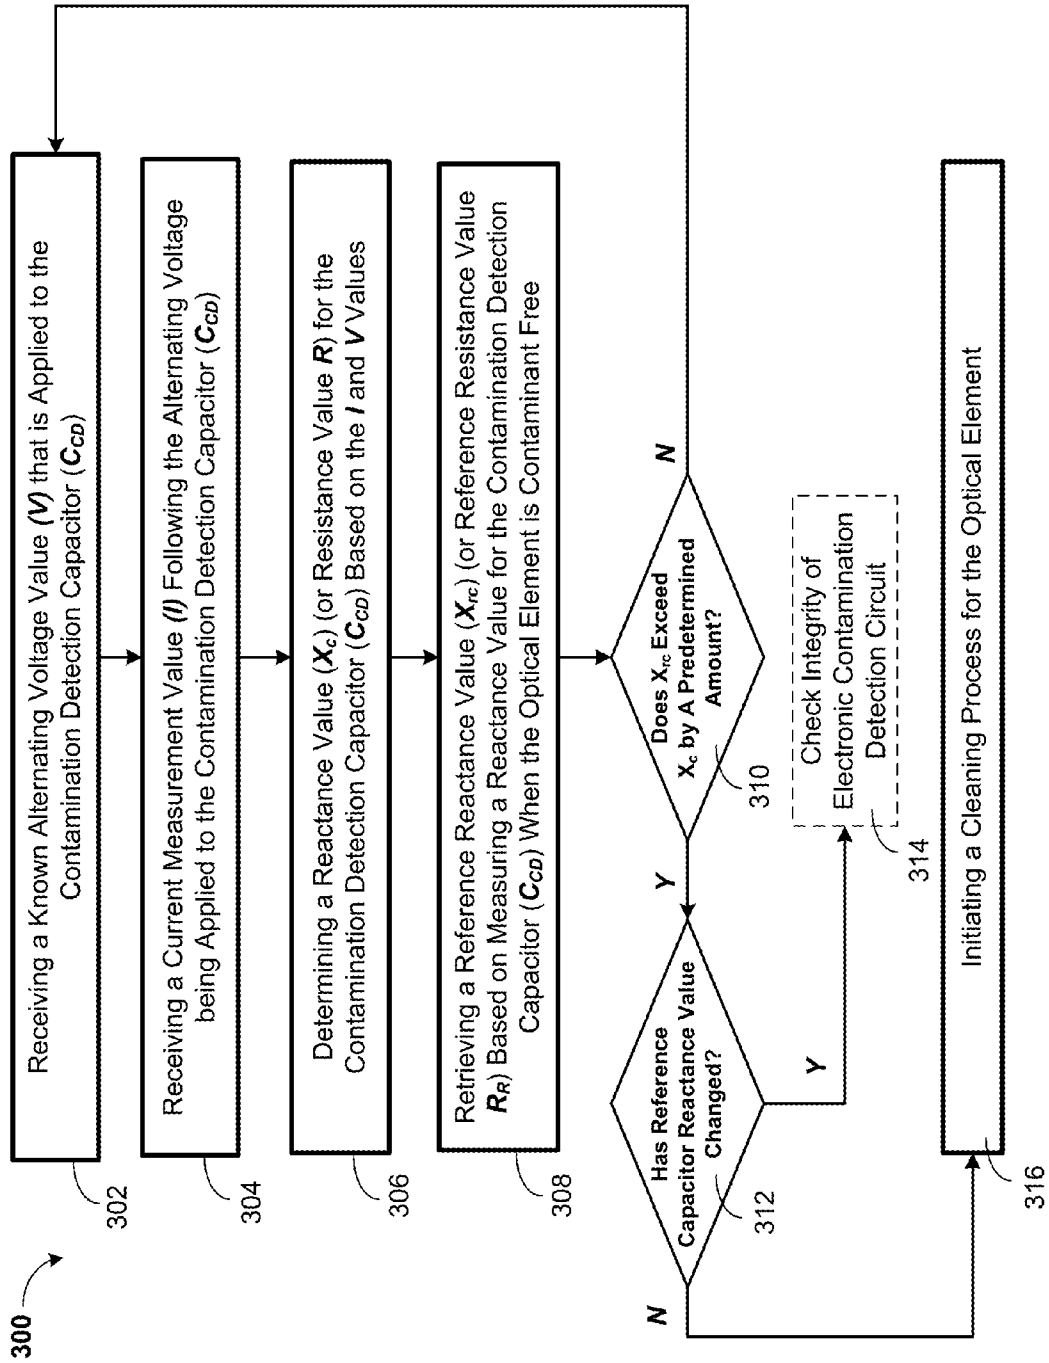 300
Receiving a Known Alternating Voltage Value (V) that is Applied to the
Contamination Detection Capacitor (CCD)
302
Receiving a Current Measurement Value (I) Following the Alternating Voltage
being Applied to the Contamination Detection Capacitor (CCD)
304
Determining a Reactance Value (Xc) (or Resistance Value R) for the
Contamination Detection Capacitor (CCD) Based on the I and V Values
306
Retrieving a Reference Reactance Value (Xrc) (or Reference Resistance Value
RR) Based on Measuring a Reactance Value for the Contamination Detection
Capacitor (CCD) When the Optical Element is Contaminant Free
308
Does Xrc Exceed
Xc by A Predetermined
Amount?
310
N
Y
Has Reference
Capacitor Reactance Value
Changed?
312
Y
N
Check Integrity of
Electronic Contamination
Detection Circuit
314
Initiating a Cleaning Process for the Optical Element
316